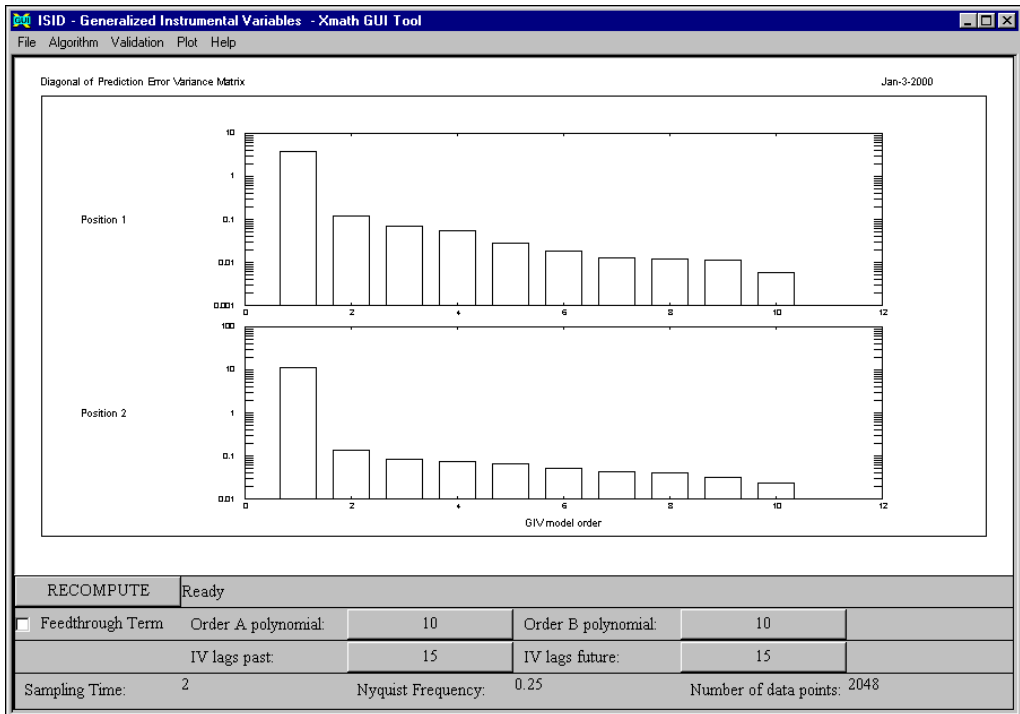 ISID - Generalized Instrumental Variables - Xmath GUI Tool
File Algorithm Validation Plot Help
Diagonal of Prediction Error Variance Matrix Jan-3-2000
Position 1
10
1
0.1
0.01
0.001
0 2 4 6 8 10 12
Position 2
100
10
1
0.1
0.01
0 2 4 6 8 10 12
GIV model order
RECOMPUTE Ready
Feedthrough Term Order A polynomial: 10 Order B polynomial: 10
IV lags past: 15 IV lags future: 15
Sampling Time: 2 Nyquist Frequency: 0.25 Number of data points: 2048